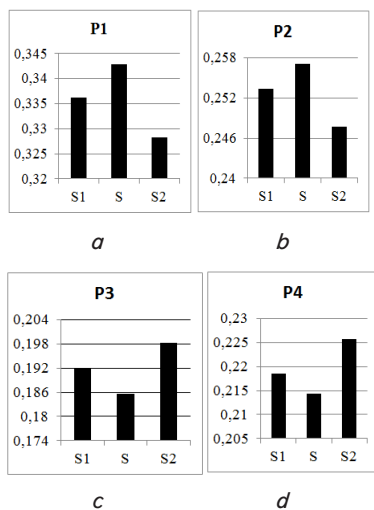 P1
0,345
0,34
0,335
0,33
0,325
0,32
S1 S S2
a
P2
0,258
0,252
0,246
0,24
S1 S S2
b
P3
0,204
0,198
0,192
0,186
0,18
0,174
S1 S S2
c
P4
0,23
0,225
0,22
0,215
0,21
0,205
S1 S S2
d